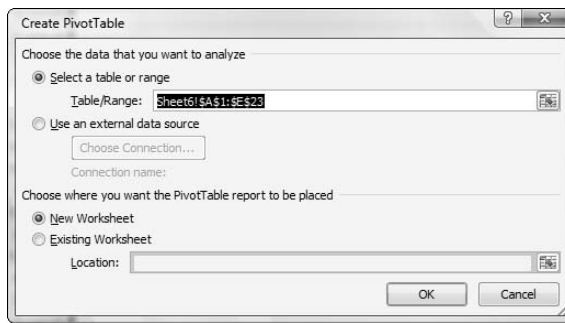 Create PivotTable
Choose the data that you want to analyze
Select a table or range
Table/Range: Sheet6!$A$1:$E$23
Use an external data source
Choose Connection...
Connection name:
Choose where you want the PivotTable report to be placed
New Worksheet
Existing Worksheet
Location:
OK Cancel